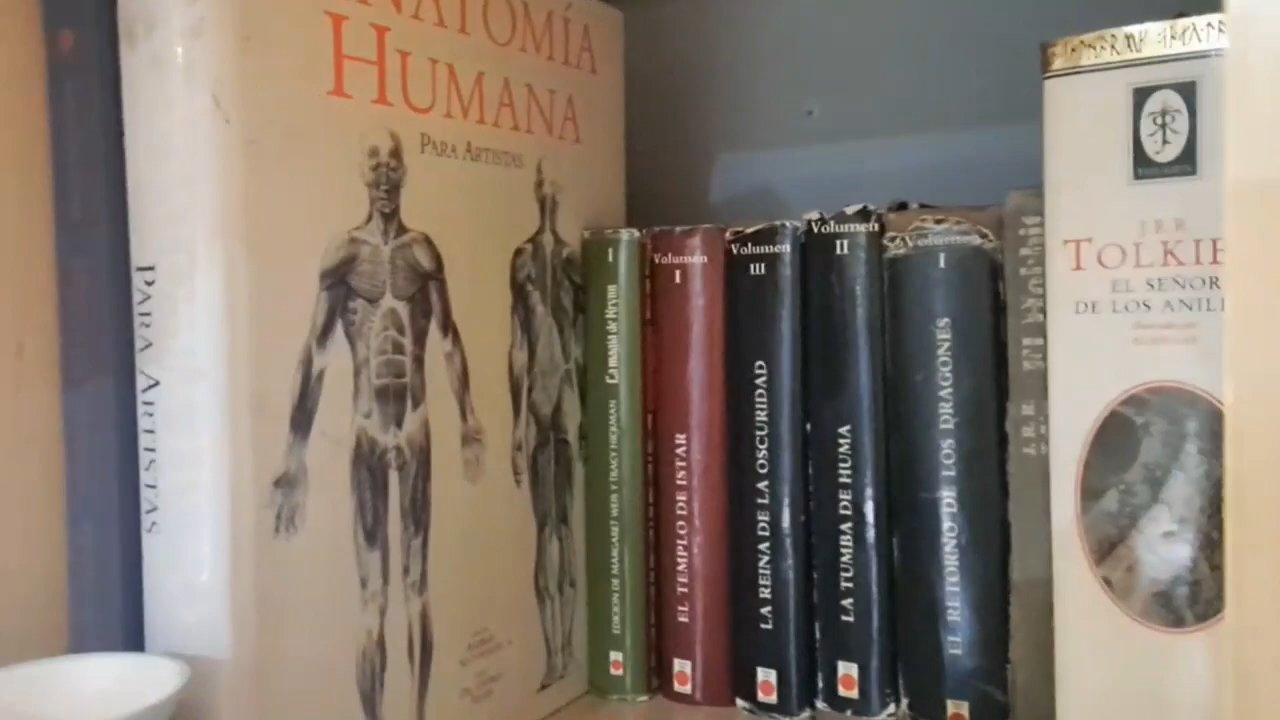 ANATOMÍA
HUMANA
PARA ARTISTAS
PARA ARTISTAS
1
La magia de Krynn
EDICION DE MARGARET WEIS Y TRACY HICKMAN
Volumen
I
EL TEMPLO DE ISTAR
Volumen
III
LA REINA DE LA OSCURIDAD
Volumen
II
LA TUMBA DE HUMA
Volumen
I
EL RETORNO DE LOS DRAGONES
J.R.R.
J.R.R.
TOLKIE
EL SEÑOR
DE LOS ANILL